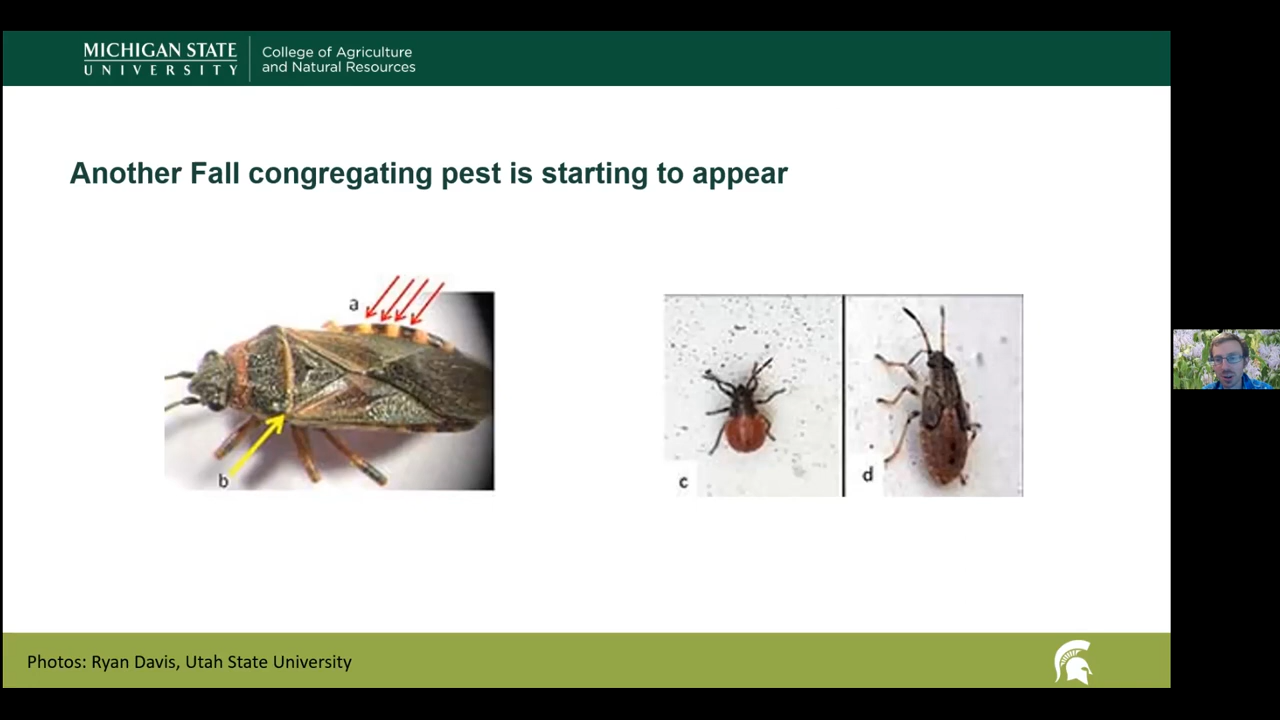 MICHIGAN STATE
UNIVERSITY
College of Agriculture
and Natural Resources
Another Fall congregating pest is starting to appear
a
b
c
d
Photos: Ryan Davis, Utah State University